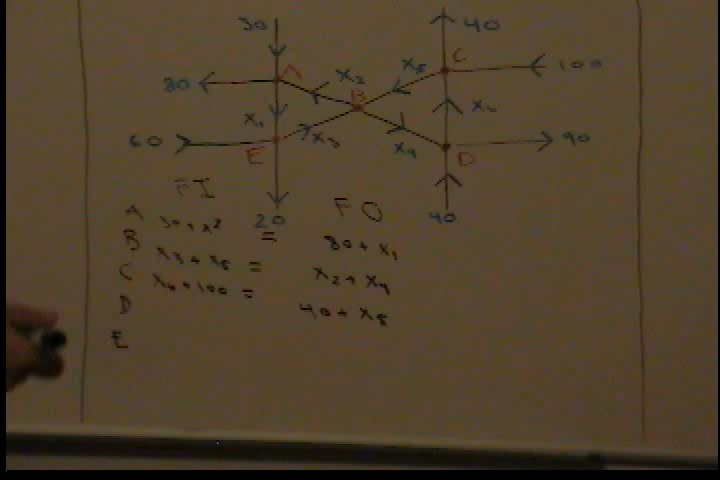 30 40
80 A X2 X5 C 100
B
X1 X6
60 E X3 X4 D 90
20 40
FI FO
A 30+x2 = 80+x1
B x3+x5 = x2+x4
C x6+100 = 40+x5
D
E